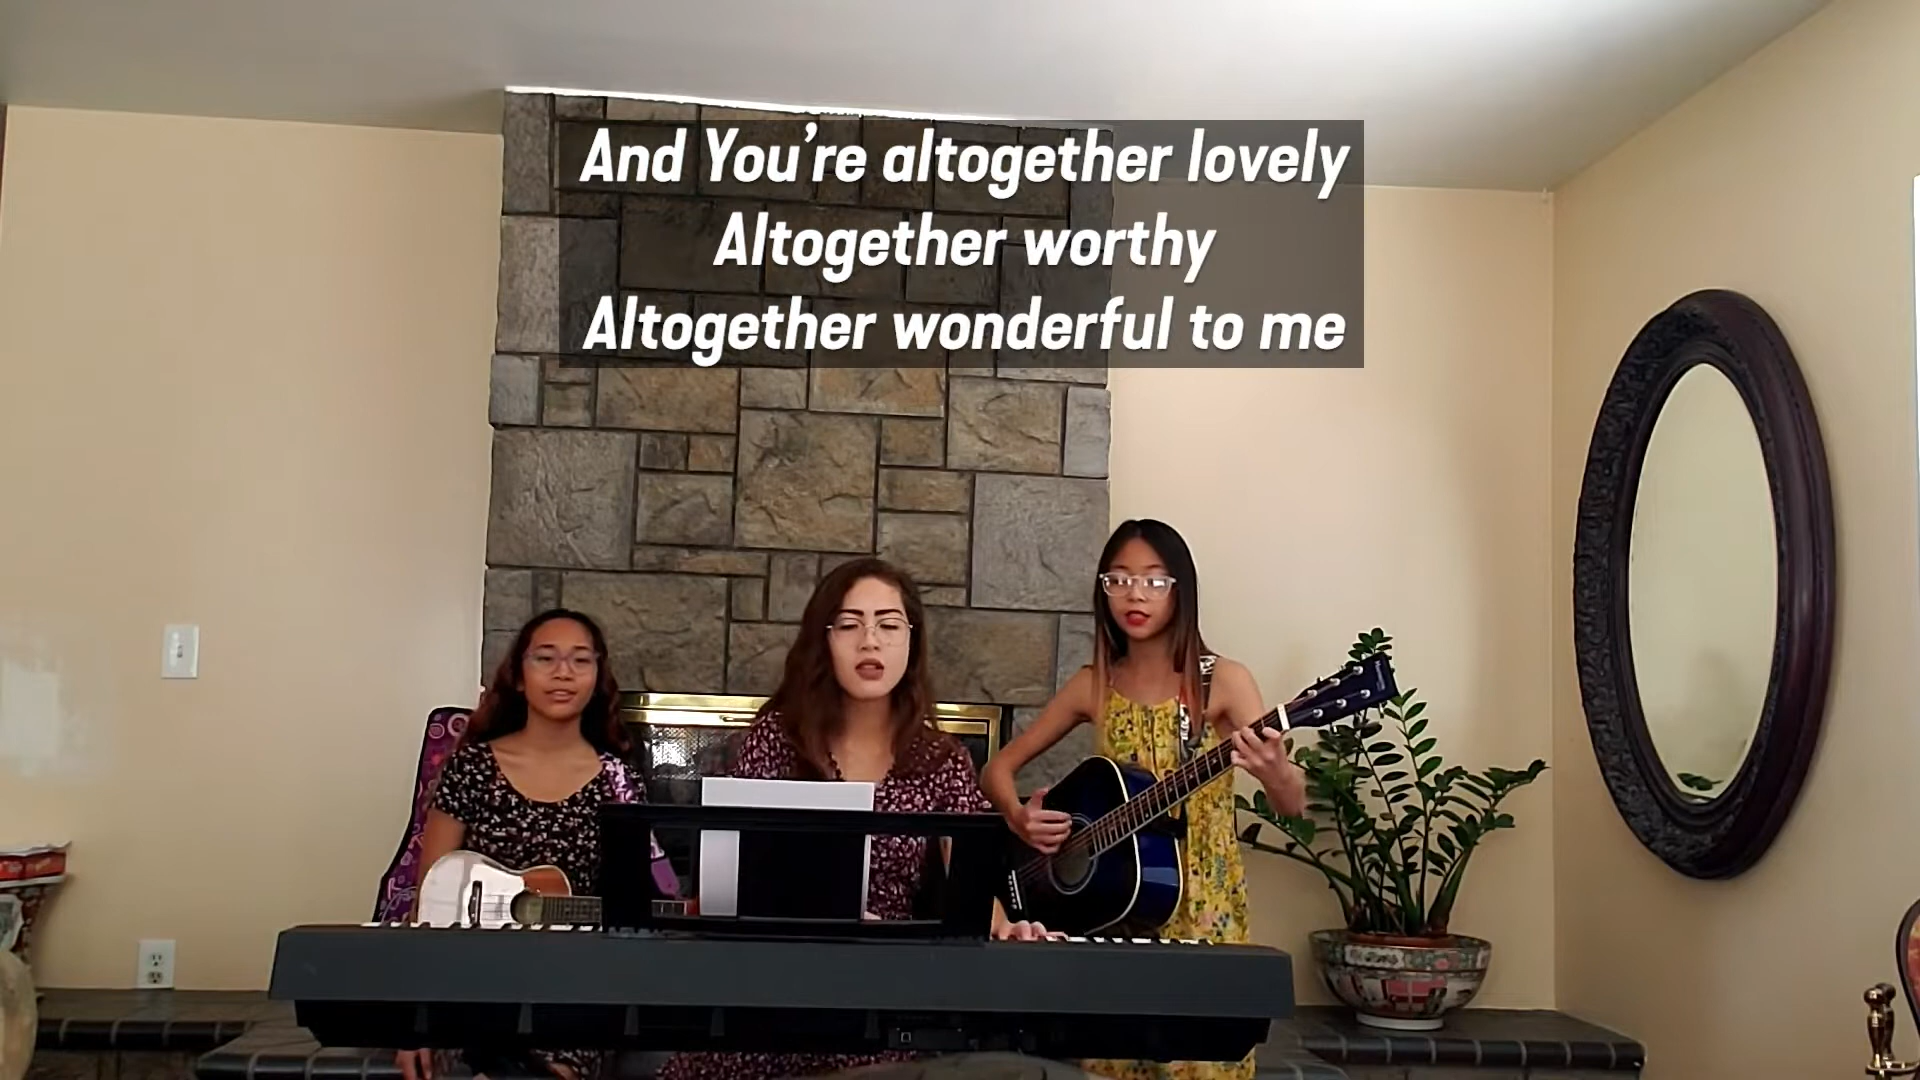 And You're altogether lovely
Altogether worthy
Altogether wonderful to me